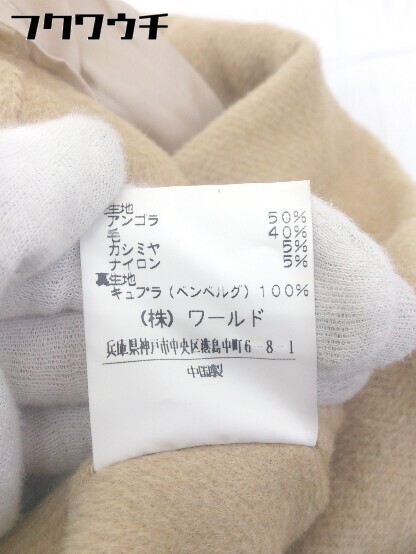 フクワウチ
生地
アンゴラ 50%
毛 40%
カシミヤ 5%
ナイロン 5%
裏生地
キュプラ(ベンベルグ) 100%
(株) ワールド
兵庫県神戸市中央区港島中町6-8-1
中国製